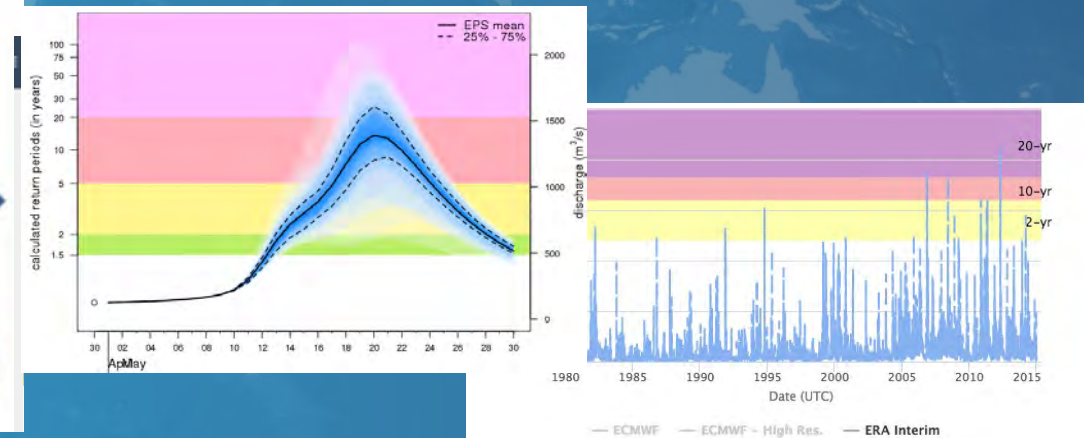 EPS mean
25% - 75%
calculated return periods (in years)
100
75
50
30
20
10
5
2
1.5
2000
1500
1000
500
0
30 02 04 06 08 10 12 14 16 18 20 22 24 26 28 30
Apr May
discharge (m³/s)
20-yr
10-yr
2-yr
1980 1985 1990 1995 2000 2005 2010 2015
Date (UTC)
ECMWF ECMWF - High Res. ERA Interim